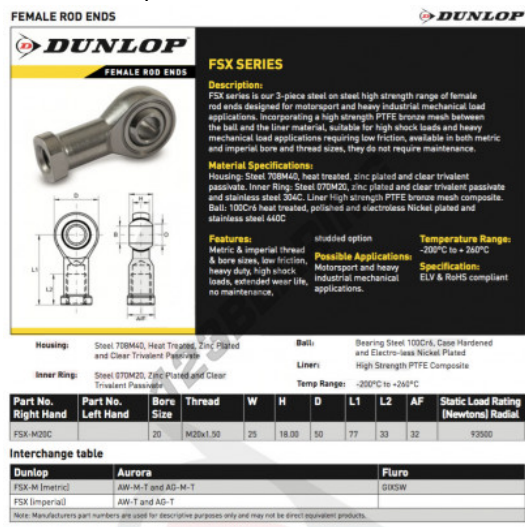 FEMALE ROD ENDS
DUNLOP
DUNLOP
FEMALE ROD ENDS
FSX SERIES
Description:
FSX series is our 3-piece steel on steel high strength range of female
rod ends designed for motorsport and heavy industrial mechanical load
applications. Incorporating a high strength PTFE bronze mesh between
the ball and the liner material, suitable for high shock loads and heavy
mechanical load applications requiring low friction, available in both metric
and imperial bore and thread sizes, they do not require maintenance.
Material Specifications:
Housing: Steel 708M40, heat treated, zinc plated and clear trivalent
passivate. Inner Ring: Steel 070M20, zinc plated and clear trivalent passivate
and stainless steel 304C. Liner High strength PTFE bronze mesh composite.
Ball: 100Cr6 heat treated, polished and electroless Nickel plated and
stainless steel 440C
Features:
Metric & imperial thread
& bore sizes, low friction,
heavy duty, high shock
loads, extended wear life,
no maintenance,
studded option
Possible Applications:
Motorsport and heavy
industrial mechanical
applications.
Temperature Range:
-200°C to + 260°C
Specification:
ELV & RoHS compliant
D
W
H
L1
L2
AF
Housing: Steel 708M40, Heat Treated, Zinc Plated
and Clear Trivalent Passivate
Inner Ring: Steel 070M20, Zinc Plated and Clear
Trivalent Passivate
Ball: Bearing Steel 100Cr6, Case Hardened
and Electro-less Nickel Plated
Liner: High Strength PTFE Composite
Temp Range: -200°C to +260°C
Part No. Right Hand Part No. Left Hand Bore Size Thread W H D L1 L2 AF Static Load Rating (Newtons) Radial
FSX-M20C 20 M20x1.50 25 18.00 50 77 33 32 93500
Interchange table
Dunlop Aurora Fluro
FSX-M (metric) AW-M-T and AG-M-T GIXSW
FSX (imperial) AW-T and AG-T
Note: Manufacturers part numbers are used for descriptive purposes only and may not be direct equivalent products.